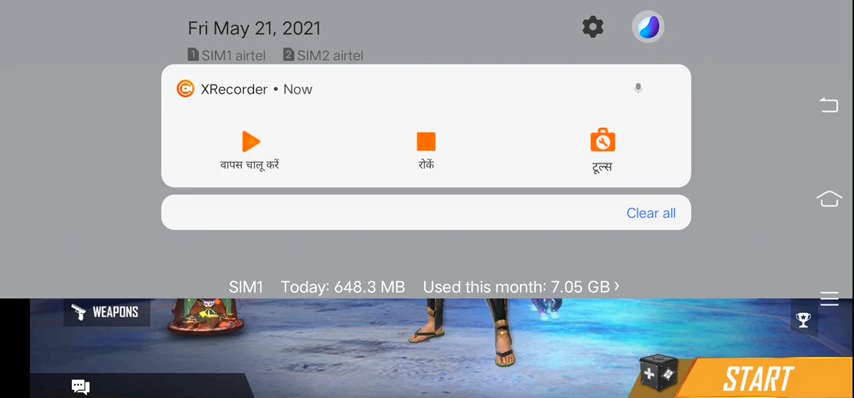 Fri May 21, 2021
1 SIM1 airtel 2 SIM2 airtel
XRecorder • Now
वापस चालू करें
रोकें
टूल्स
Clear all
SIM1 Today: 648.3 MB Used this month: 7.05 GB ›
WEAPONS
START